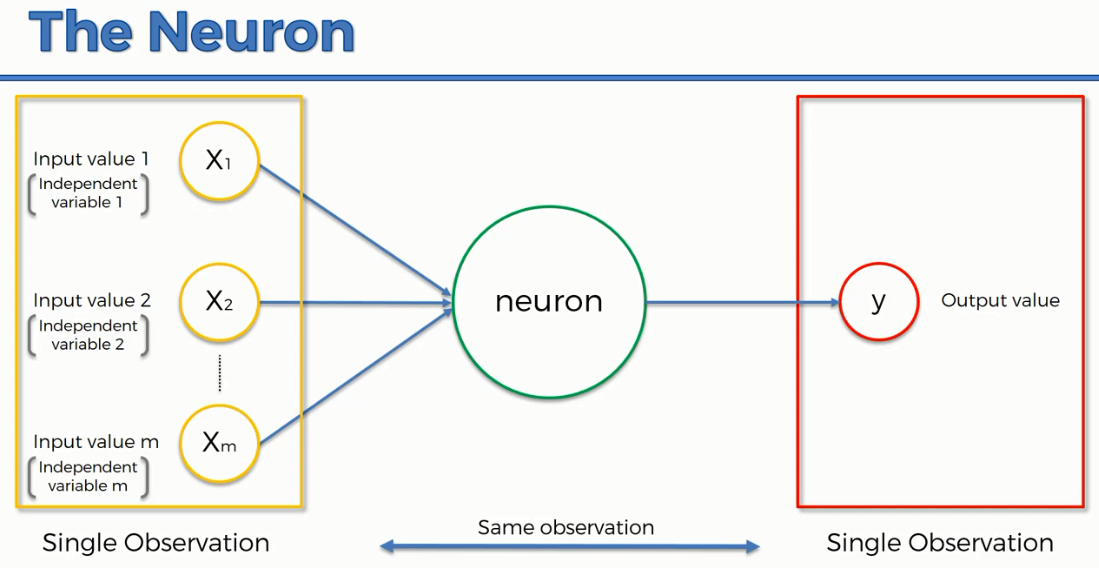 The Neuron
Input value 1
Independent
variable 1
X₁
Input value 2
Independent
variable 2
X₂
Input value m
Independent
variable m
Xₘ
neuron
y
Output value
Single Observation
Same observation
Single Observation